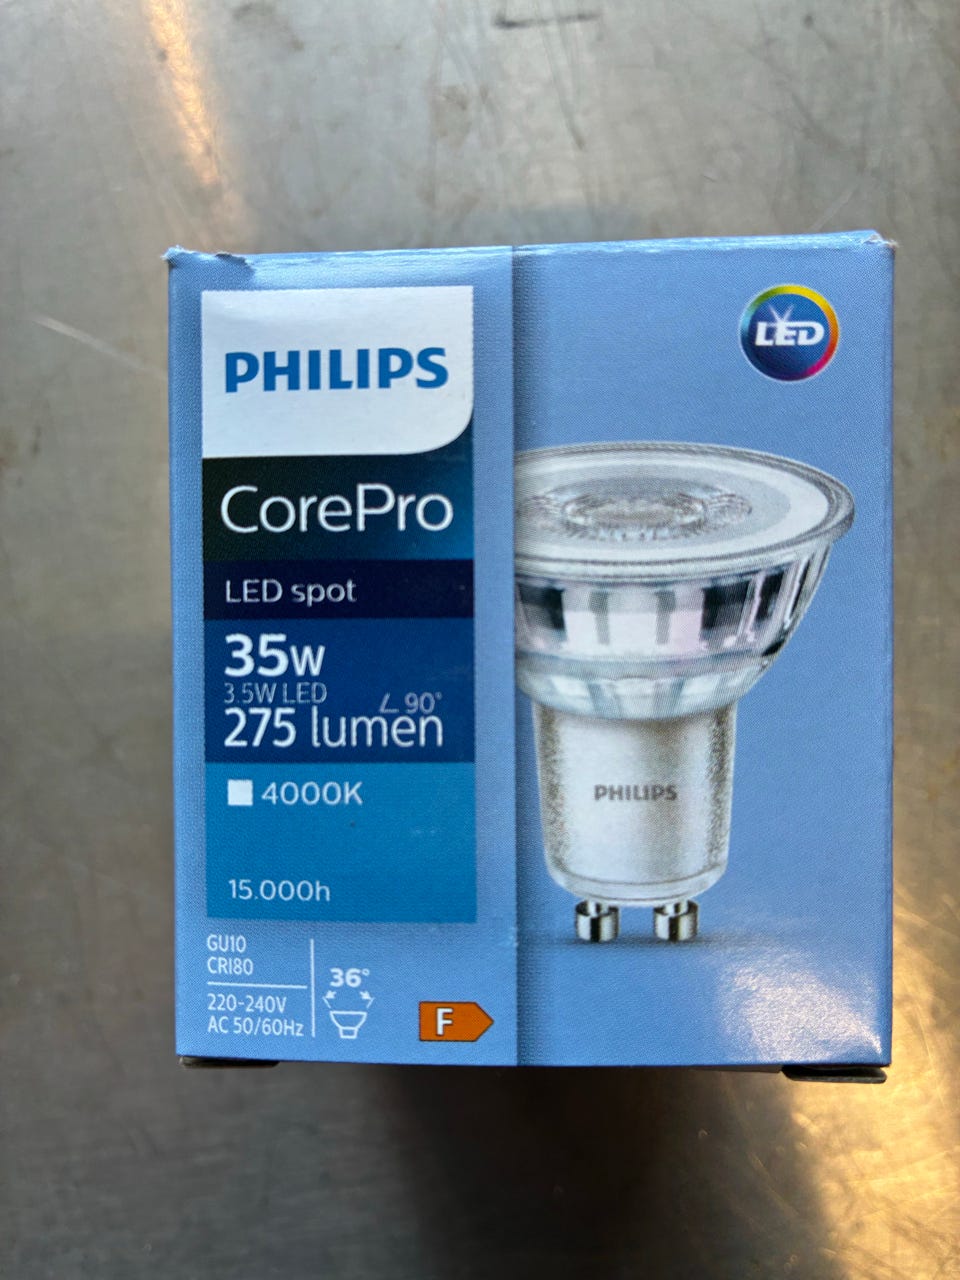 PHILIPS
CorePro
LED spot
35W
3.5W LED
∠ 90°
275 lumen
4000K
15.000h
GU10
CRI80
220-240V
AC 50/60Hz
36°
F
LED
PHILIPS